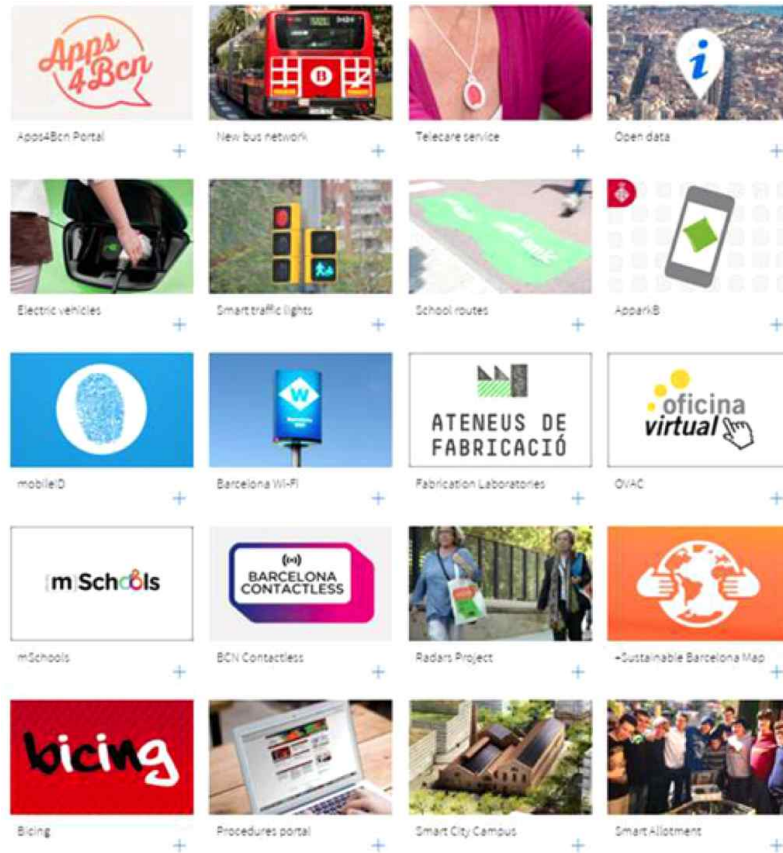 Apps
4Bcn
3424
B
i
Apps4Bcn Portal
New bus network
Telecare service
Open data
Electric vehicles
Smart traffic lights
School routes
ApparkB
W
ATENEUS DE
FABRICACIÓ
oficina
virtual
mobileID
Barcelona Wi-Fi
Fabrication Laboratories
OVAC
m Schools
BARCELONA
CONTACTLESS
mSchools
BCN Contactless
Radars Project
+Sustainable Barcelona Map
bicing
Bicing
Procedures portal
Smart City Campus
Smart Allotment